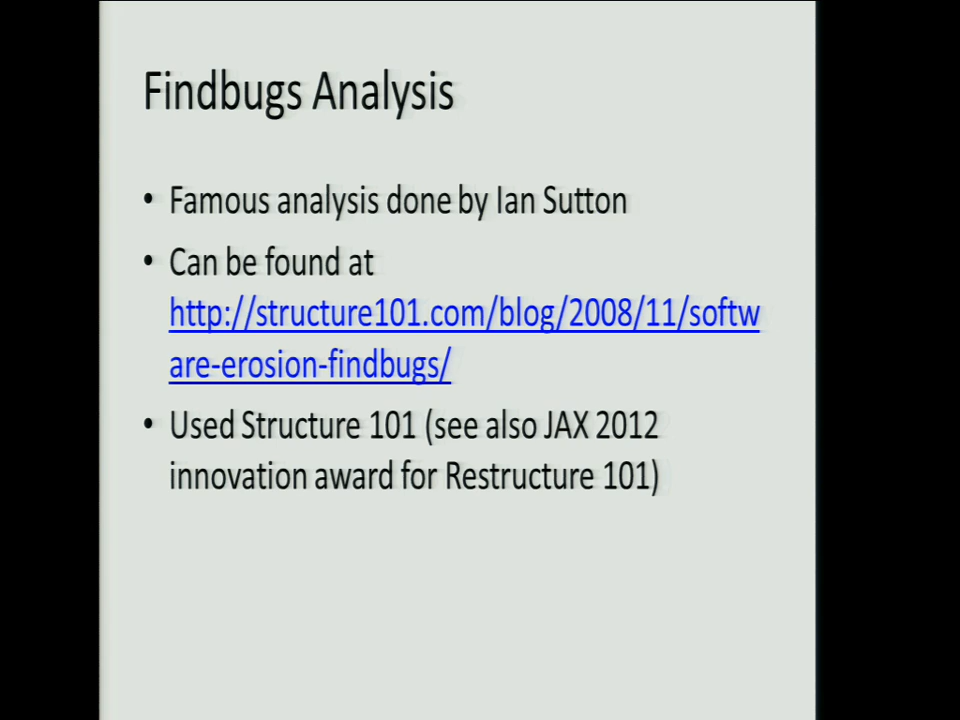 Findbugs Analysis
• Famous analysis done by Ian Sutton
• Can be found at
http://structure101.com/blog/2008/11/softw
are-erosion-findbugs/
• Used Structure 101 (see also JAX 2012
innovation award for Restructure 101)